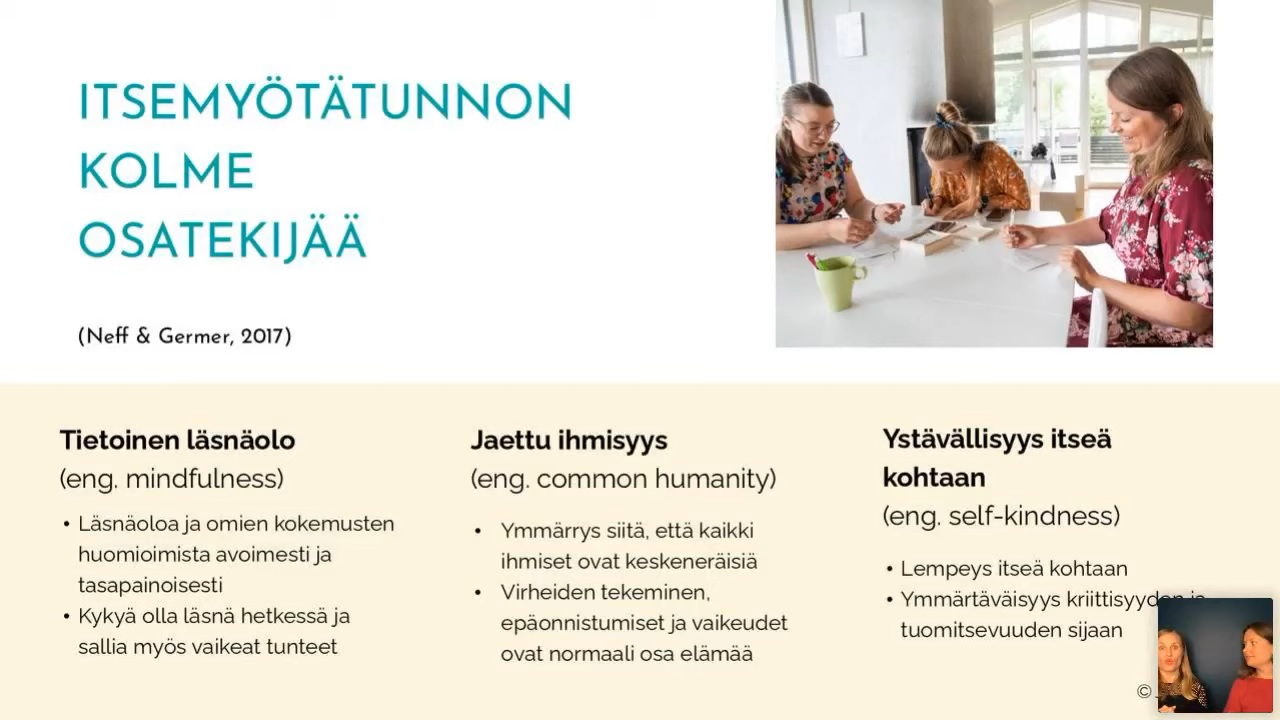 ITSEMYÖTÄTUNNON
KOLME
OSATEKIJÄÄ
(Neff & Germer, 2017)
Tietoinen läsnäolo
(eng. mindfulness)
• Läsnäoloa ja omien kokemusten
huomioimista avoimesti ja
tasapainoisesti
• Kykyä olla läsnä hetkessä ja
sallia myös vaikeat tunteet
Jaettu ihmisyys
(eng. common humanity)
• Ymmärrys siitä, että kaikki
ihmiset ovat keskeneräisiä
• Virheiden tekeminen,
epäonnistumiset ja vaikeudet
ovat normaali osa elämää
Ystävällisyys itseä
kohtaan
(eng. self-kindness)
• Lempeys itseä kohtaan
• Ymmärtäväisyys kriittisyyden ja
tuomitsevuuden sijaan
©